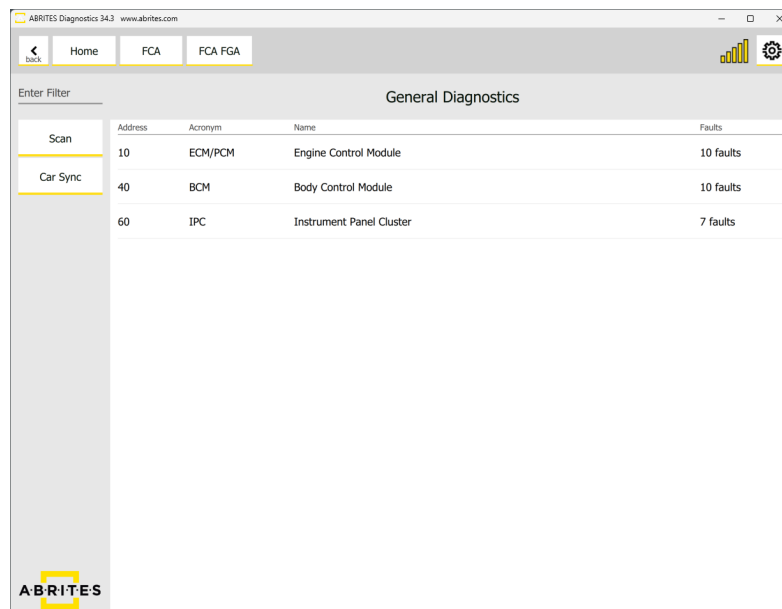 ABRITES Diagnostics 34.3 www.abrites.com
back
Home
FCA
FCA FGA
Enter Filter
General Diagnostics
Scan
Car Sync
Address Acronym Name Faults
10 ECM/PCM Engine Control Module 10 faults
40 BCM Body Control Module 10 faults
60 IPC Instrument Panel Cluster 7 faults
A·B·R·I·T·E·S